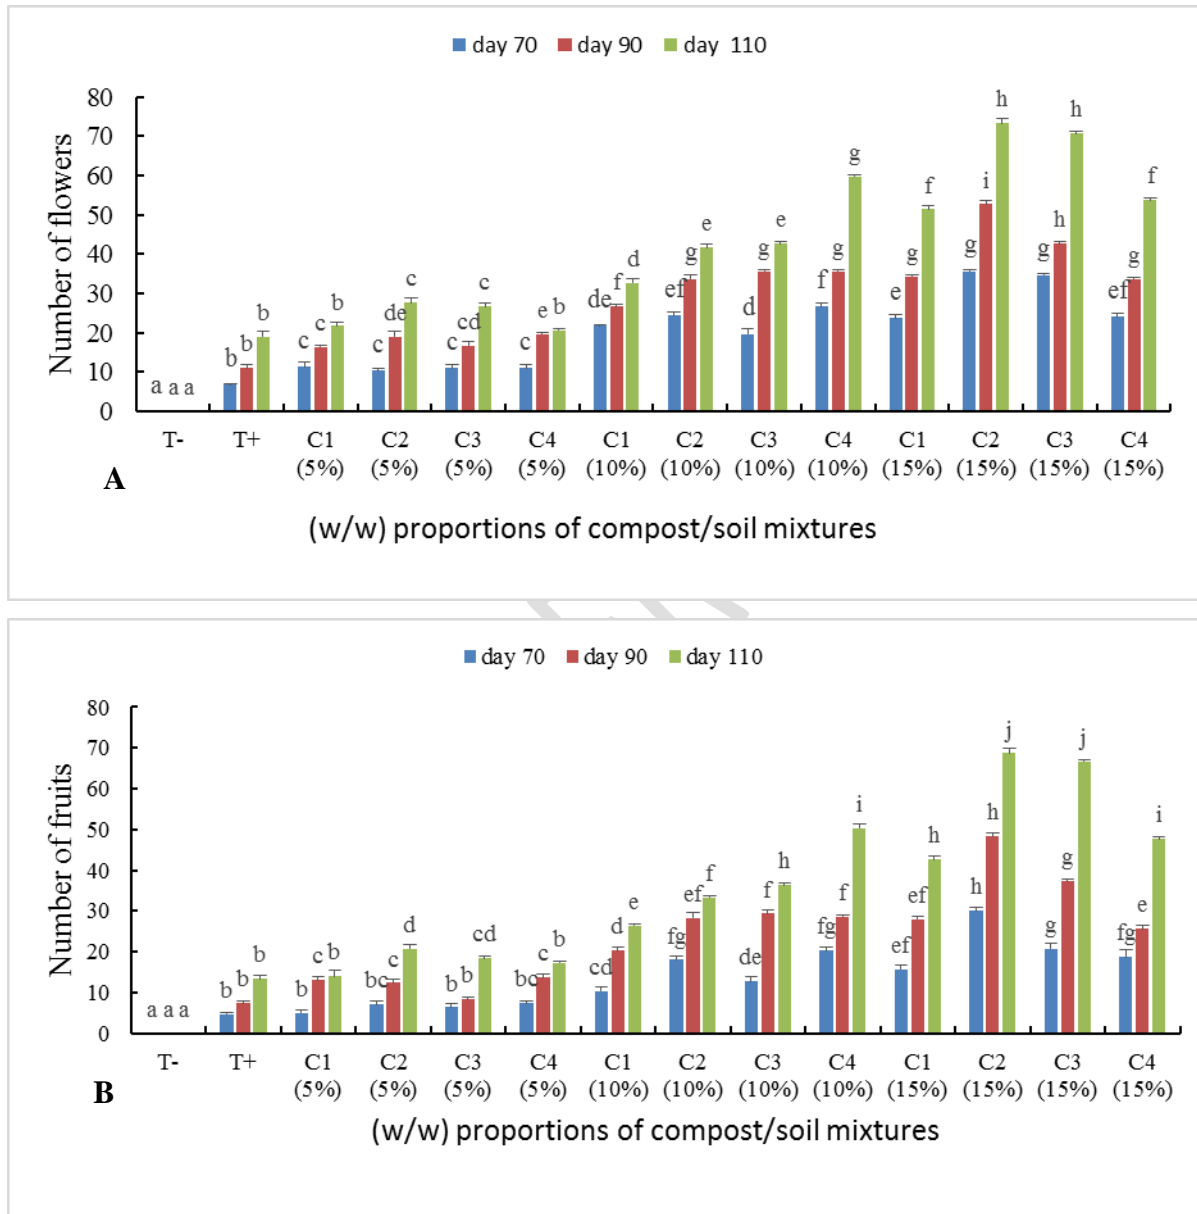 day 70 day 90 day 110
Number of flowers
80
70
60
50
40
30
20
10
0
a a a b b b c c b c de c c cd c c e b de f d ef g e d g e f g g e g f g i h g h h ef g f
T- T+ C1 C2 C3 C4 C1 C2 C3 C4 C1 C2 C3 C4
(5%) (5%) (5%) (5%) (10%) (10%) (10%) (10%) (15%) (15%) (15%) (15%)
A
(w/w) proportions of compost/soil mixtures
day 70 day 90 day 110
Number of fruits
80
70
60
50
40
30
20
10
0
a a a b b b b c b bc c d b b cd bc c b cd d e fg ef f de f h fg f i ef ef h h h j g g j fg e i
T- T+ C1 C2 C3 C4 C1 C2 C3 C4 C1 C2 C3 C4
(5%) (5%) (5%) (5%) (10%) (10%) (10%) (10%) (15%) (15%) (15%) (15%)
B
(w/w) proportions of compost/soil mixtures